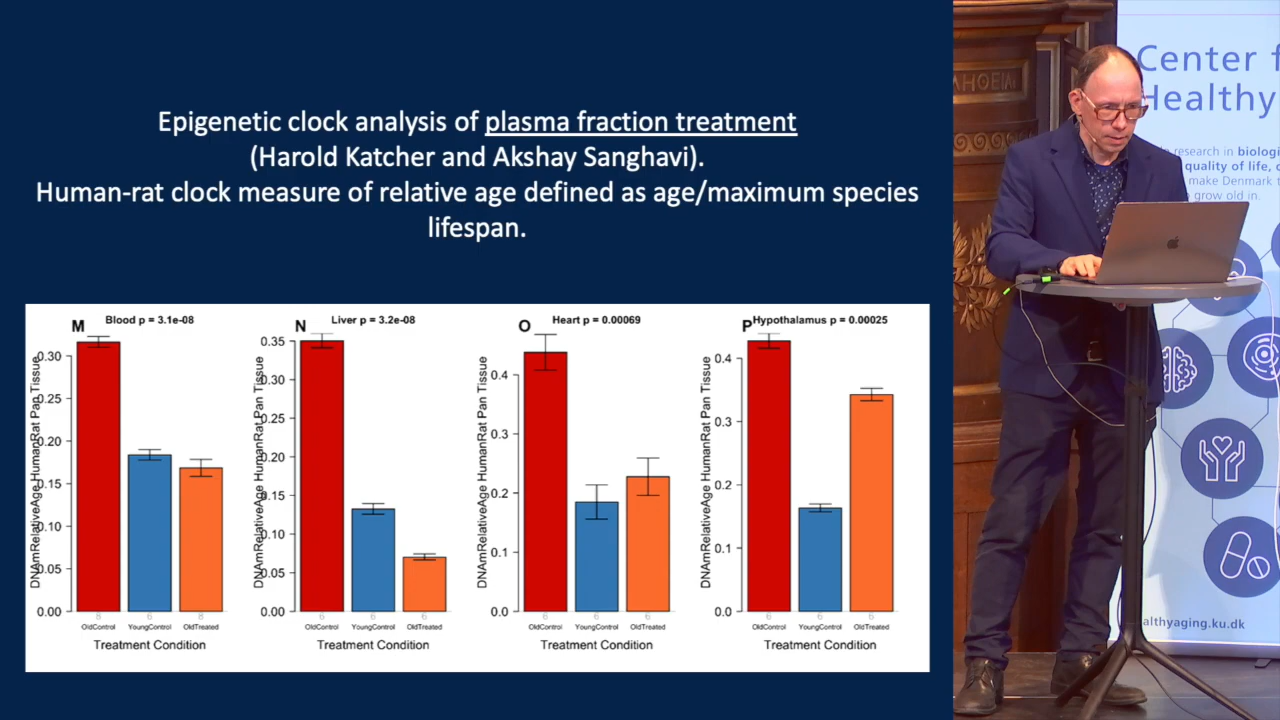 Epigenetic clock analysis of plasma fraction treatment
(Harold Katcher and Akshay Sanghavi).
Human-rat clock measure of relative age defined as age/maximum species
lifespan.
M
Blood p = 3.1e-08
DNAmRelativeAge HumanRat Pan Tissue
0.30
0.25
0.20
0.15
0.10
0.05
0.00
OldControl
YoungControl
OldTreated
Treatment Condition
N
Liver p = 3.2e-08
DNAmRelativeAge HumanRat Pan Tissue
0.35
0.30
0.25
0.20
0.15
0.10
0.05
0.00
OldControl
YoungControl
OldTreated
Treatment Condition
O
Heart p = 0.00069
DNAmRelativeAge HumanRat Pan Tissue
0.4
0.3
0.2
0.1
0.0
OldControl
YoungControl
OldTreated
Treatment Condition
P
Hypothalamus p = 0.00025
DNAmRelativeAge HumanRat Pan Tissue
0.4
0.3
0.2
0.1
0.0
OldControl
YoungControl
OldTreated
Treatment Condition
Center f
Healthy
research in biologi
quality of life,
make Denmark t
grow old in.
althyaging.ku.dk